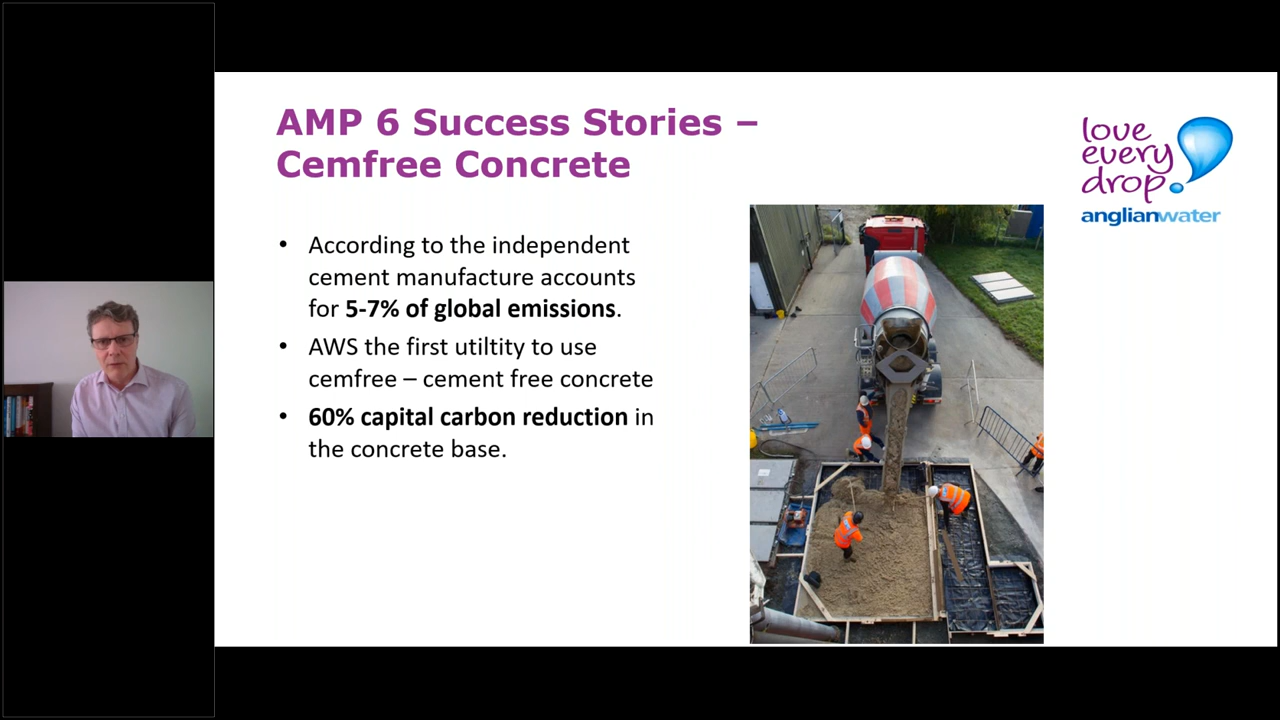 AMP 6 Success Stories –
Cemfree Concrete
love
every
drop
anglianwater
• According to the independent
cement manufacture accounts
for 5-7% of global emissions.
• AWS the first utiltity to use
cemfree – cement free concrete
• 60% capital carbon reduction in
the concrete base.